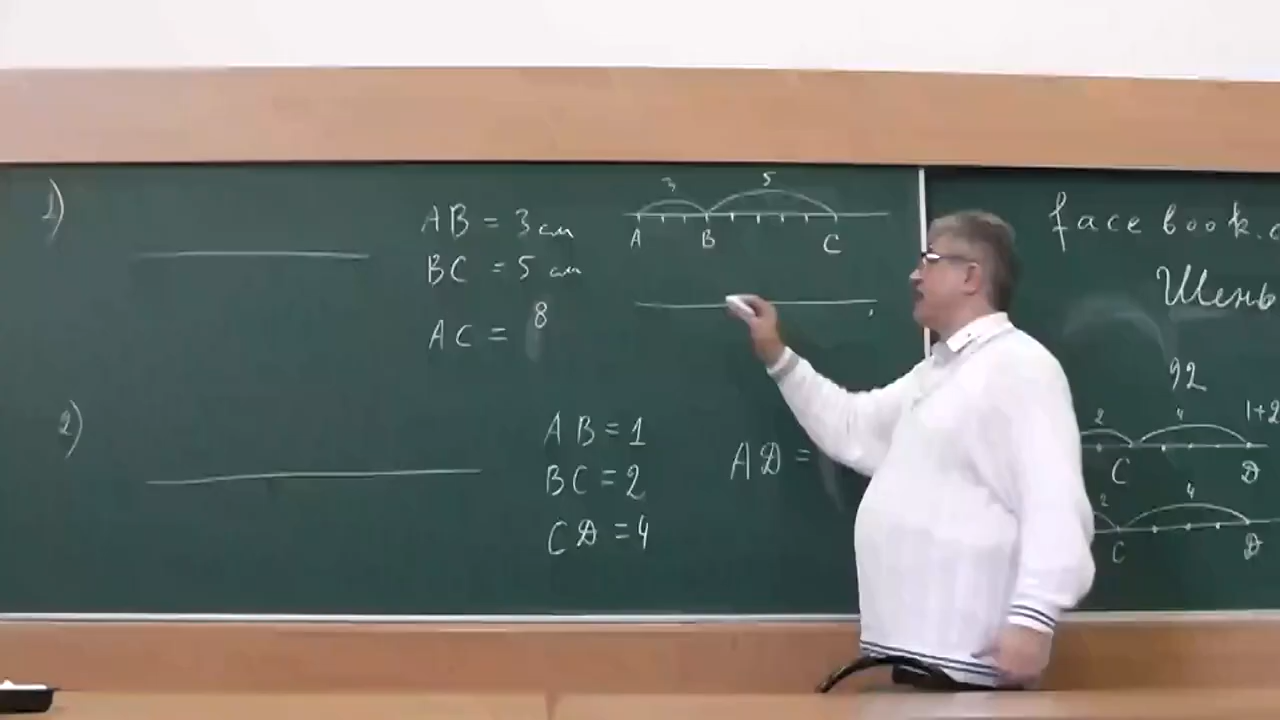 1)
AB = 3 см
BC = 5 см
AC = 8
3 5
A B C
2)
AB = 1
BC = 2
CD = 4
AD =
facebook.c
Шень
92
2 4 1+2
C D
2 4
C D